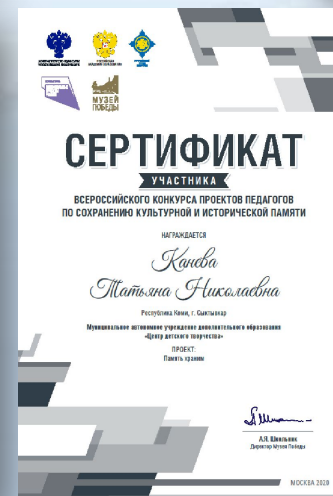 МУЗЕЙ
ПОБЕДЫ
СЕРТИФИКАТ
УЧАСТНИКА
ВСЕРОССИЙСКОГО КОНКУРСА ПРОЕКТОВ ПЕДАГОГОВ
ПО СОХРАНЕНИЮ КУЛЬТУРНОЙ И ИСТОРИЧЕСКОЙ ПАМЯТИ
НАГРАЖДАЕТСЯ
Канева
Татьяна Николаевна
Республика Коми, г. Сыктывкар
Муниципальное автономное учреждение дополнительного образования
«Центр детского творчества»
ПРОЕКТ:
Память храним
А.Я. Школьник
Директор Музея Победы
МОСКВА 2020